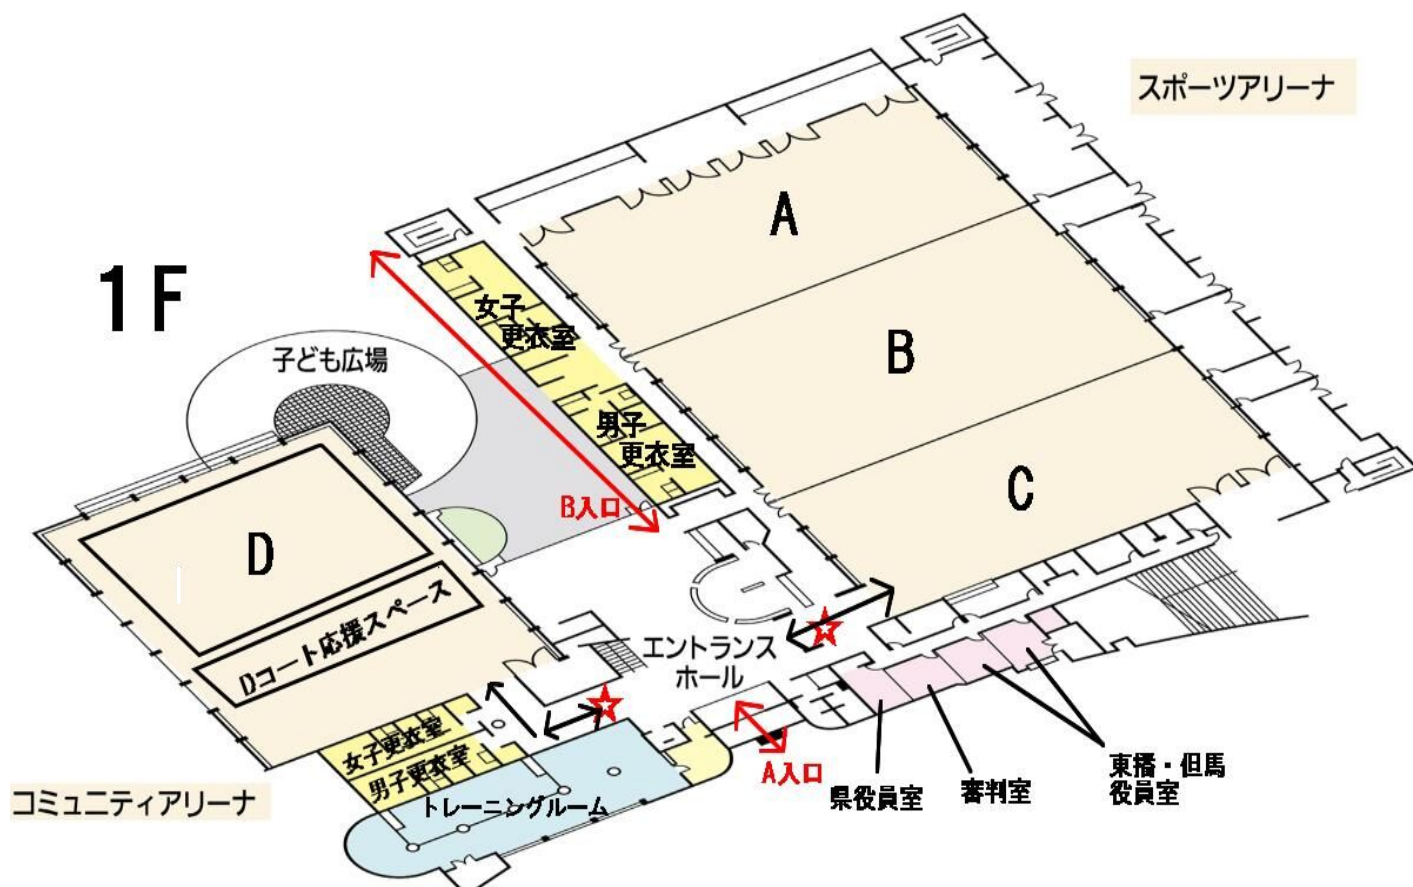 スポーツアリーナ
1F
A
B
C
女子
更衣室
男子
更衣室
子ども広場
B入口
D
Dコート応援スペース
エントランス
ホール
A入口
女子更衣室
男子更衣室
トレーニングルーム
コミュニティアリーナ
県役員室
審判室
東播・但馬
役員室